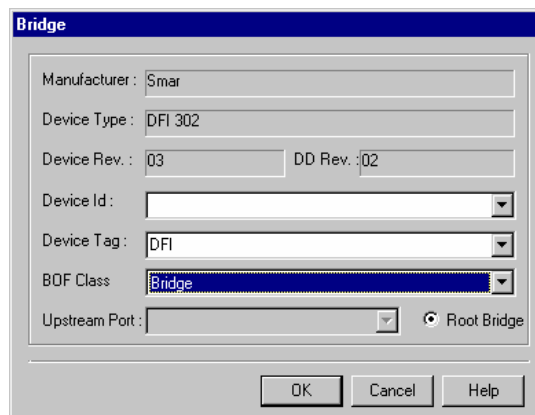 Bridge
Manufacturer : Smar
Device Type : DFI 302
Device Rev. : 03 DD Rev. : 02
Device Id :
Device Tag : DFI
BOF Class Bridge
Upstream Port : Root Bridge
OK Cancel Help